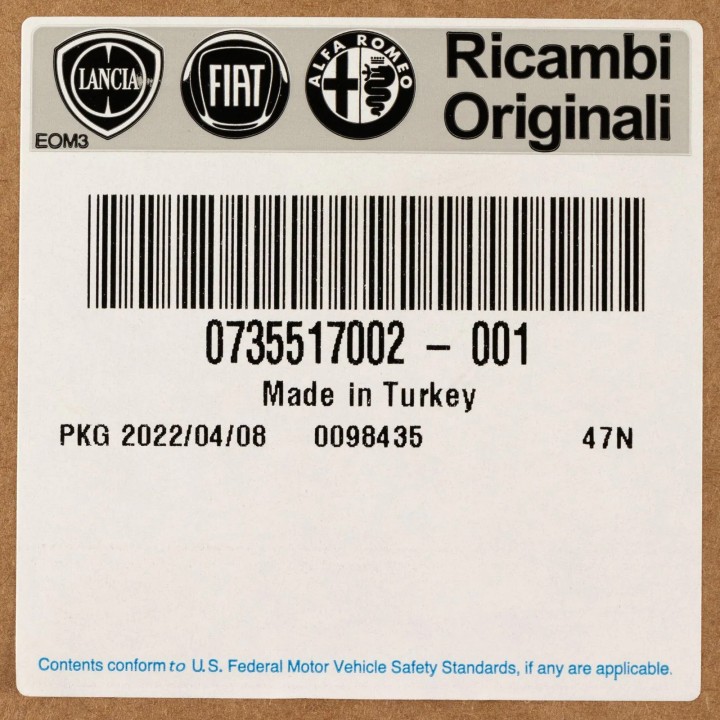 LANCIA
FIAT
ALFA ROMEO
Ricambi
Originali
EOM3
0735517002 - 001
Made in Turkey
PKG 2022/04/08 0098435 47N
Contents conform to U.S. Federal Motor Vehicle Safety Standards, if any are applicable.